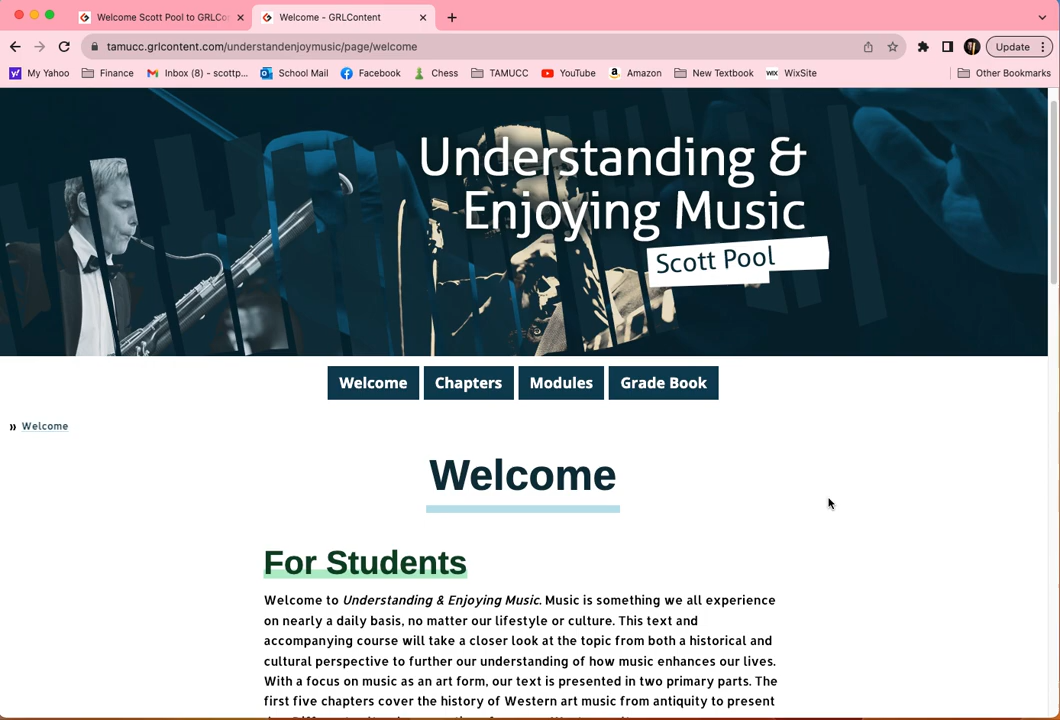 Welcome Scott Pool to GRLCo
Welcome - GRLContent
tamucc.grlcontent.com/understandenjoymusic/page/welcome
Update
My Yahoo
Finance
Inbox (8) - scottp...
School Mail
Facebook
Chess
TAMUCC
YouTube
Amazon
New Textbook
WIX WixSite
Other Bookmarks
Understanding &
Enjoying Music
Scott Pool
Welcome
Chapters
Modules
Grade Book
» Welcome
Welcome
For Students
Welcome to Understanding & Enjoying Music. Music is something we all experience
on nearly a daily basis, no matter our lifestyle or culture. This text and
accompanying course will take a closer look at the topic from both a historical and
cultural perspective to further our understanding of how music enhances our lives.
With a focus on music as an art form, our text is presented in two primary parts. The
first five chapters cover the history of Western art music from antiquity to present